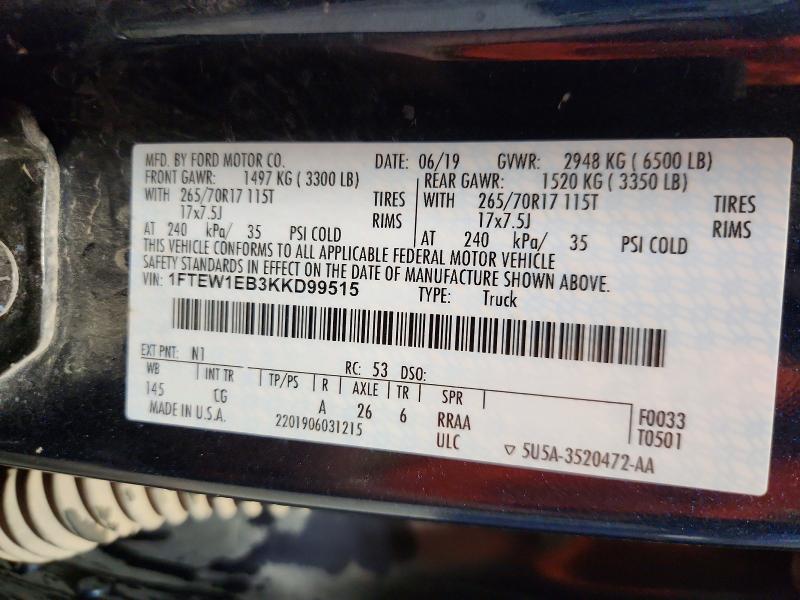 MFD. BY FORD MOTOR CO. DATE: 06/19 GVWR: 2948 KG ( 6500 LB)
FRONT GAWR: 1497 KG ( 3300 LB) REAR GAWR: 1520 KG ( 3350 LB)
WITH 265/70R17 115T TIRES WITH 265/70R17 115T TIRES
17x7.5J RIMS 17x7.5J RIMS
AT 240 kPa/ 35 PSI COLD AT 240 kPa/ 35 PSI COLD
THIS VEHICLE CONFORMS TO ALL APPLICABLE FEDERAL MOTOR VEHICLE
SAFETY STANDARDS IN EFFECT ON THE DATE OF MANUFACTURE SHOWN ABOVE.
VIN: 1FTEW1EB3KKD99515 TYPE: Truck
EXT PNT: N1 RC: 53 DSO:
WB INT TR TP/PS R AXLE TR SPR
145 CG A 26 6 RRAA F0033
MADE IN U.S.A. 2201906031215 ULC T0501
▽ 5U5A-3520472-AA